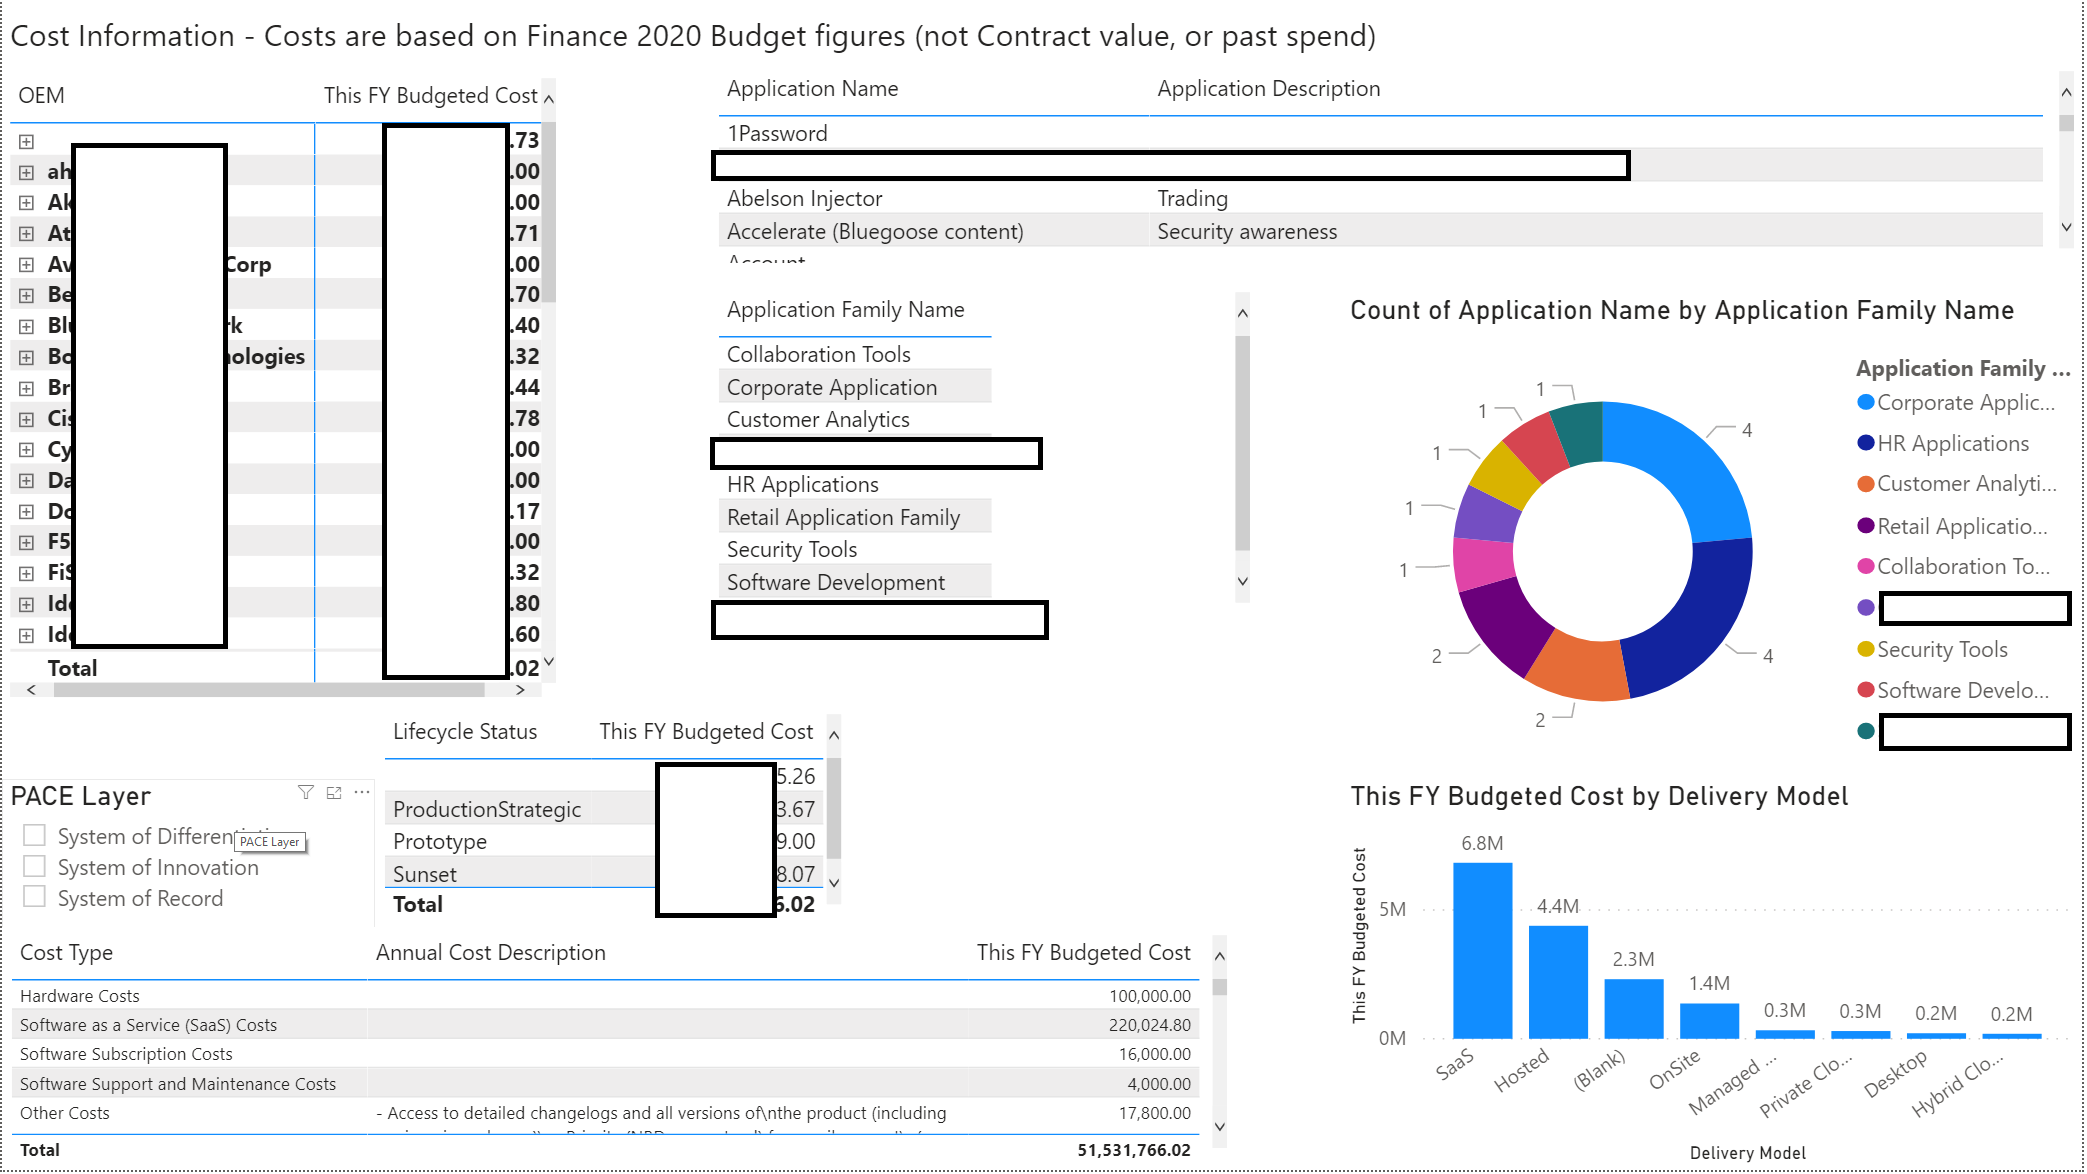 Cost Information - Costs are based on Finance 2020 Budget figures (not Contract value, or past spend)
OEM This FY Budgeted Cost
.73
ah .00
Ak .00
At .71
Av Corp .00
Be .70
Blu rk .40
Bo nologies .32
Br .44
Cis .78
Cy .00
Da .00
Do .17
F5 .00
FiS .32
Ide .80
Ide .60
Total .02
Application Name Application Description
1Password
Abelson Injector Trading
Accelerate (Bluegoose content) Security awareness
Account
Application Family Name
Collaboration Tools
Corporate Application
Customer Analytics
HR Applications
Retail Application Family
Security Tools
Software Development
Count of Application Name by Application Family Name
Application Family ...
Corporate Applic...
HR Applications
Customer Analyti...
Retail Applicatio...
Collaboration To...
Security Tools
Software Develo...
4
4
2
2
1
1
1
1
1
Lifecycle Status This FY Budgeted Cost
5.26
ProductionStrategic 3.67
Prototype 9.00
Sunset 8.07
Total 6.02
PACE Layer
System of Differen
PACE Layer
System of Innovation
System of Record
Cost Type Annual Cost Description This FY Budgeted Cost
Hardware Costs 100,000.00
Software as a Service (SaaS) Costs 220,024.80
Software Subscription Costs 16,000.00
Software Support and Maintenance Costs 4,000.00
Other Costs - Access to detailed changelogs and all versions of\nthe product (including 17,800.00
Total 51,531,766.02
This FY Budgeted Cost by Delivery Model
This FY Budgeted Cost
5M
0M
6.8M
4.4M
2.3M
1.4M
0.3M
0.3M
0.2M
0.2M
SaaS
Hosted
(Blank)
OnSite
Managed ...
Private Clo...
Desktop
Hybrid Clo...
Delivery Model